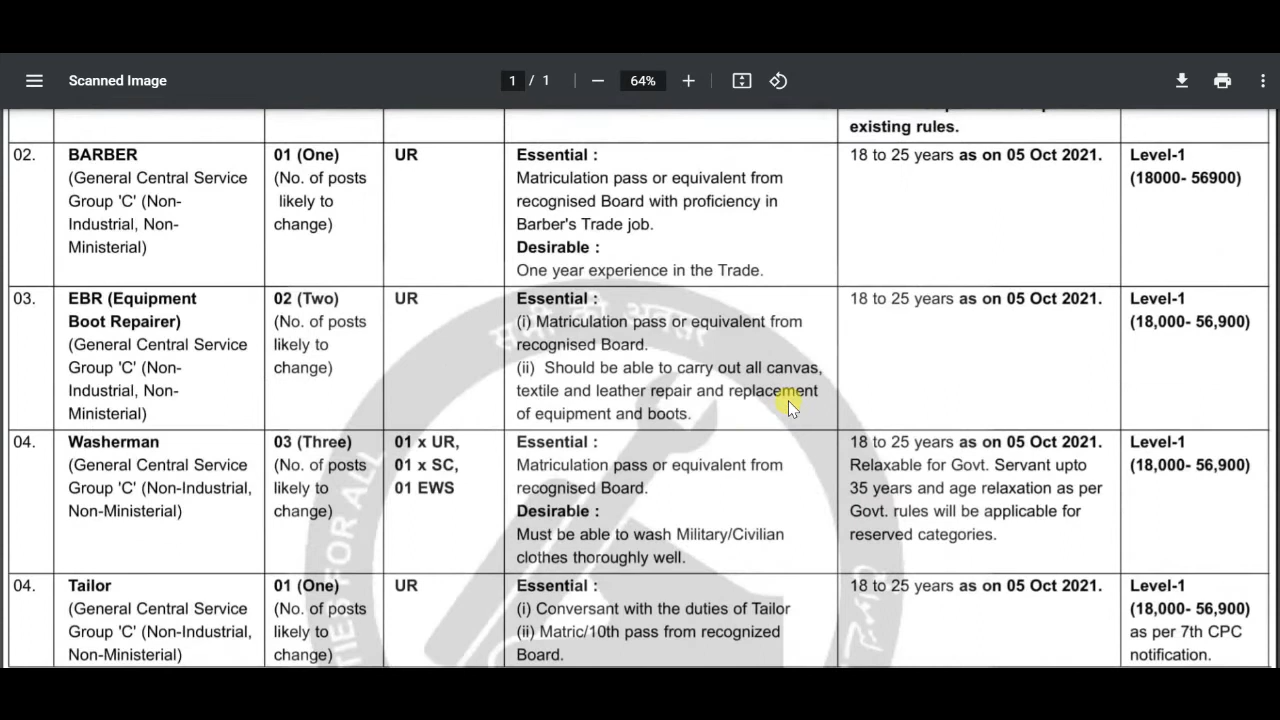 Scanned Image
1 / 1
64%
existing rules.
02.
BARBER
(General Central Service
Group 'C' (Non-
Industrial, Non-
Ministerial)
01 (One)
(No. of posts
likely to
change)
UR
Essential :
Matriculation pass or equivalent from
recognised Board with proficiency in
Barber's Trade job.
Desirable :
One year experience in the Trade.
18 to 25 years as on 05 Oct 2021.
Level-1
(18000- 56900)
03.
EBR (Equipment
Boot Repairer)
(General Central Service
Group 'C' (Non-
Industrial, Non-
Ministerial)
02 (Two)
(No. of posts
likely to
change)
UR
Essential :
(i) Matriculation pass or equivalent from
recognised Board.
(ii) Should be able to carry out all canvas,
textile and leather repair and replacement
of equipment and boots.
18 to 25 years as on 05 Oct 2021.
Level-1
(18,000- 56,900)
04.
Washerman
(General Central Service
Group 'C' (Non-Industrial,
Non-Ministerial)
03 (Three)
(No. of posts
likely to
change)
01 x UR,
01 x SC,
01 EWS
Essential :
Matriculation pass or equivalent from
recognised Board.
Desirable :
Must be able to wash Military/Civilian
clothes thoroughly well.
18 to 25 years as on 05 Oct 2021.
Relaxable for Govt. Servant upto
35 years and age relaxation as per
Govt. rules will be applicable for
reserved categories.
Level-1
(18,000- 56,900)
04.
Tailor
(General Central Service
Group 'C' (Non-Industrial,
Non-Ministerial)
01 (One)
(No. of posts
likely to
change)
UR
Essential :
(i) Conversant with the duties of Tailor
(ii) Matric/10th pass from recognized
Board.
18 to 25 years as on 05 Oct 2021.
Level-1
(18,000- 56,900)
as per 7th CPC
notification.
सभी को अवसर
FOR ALL